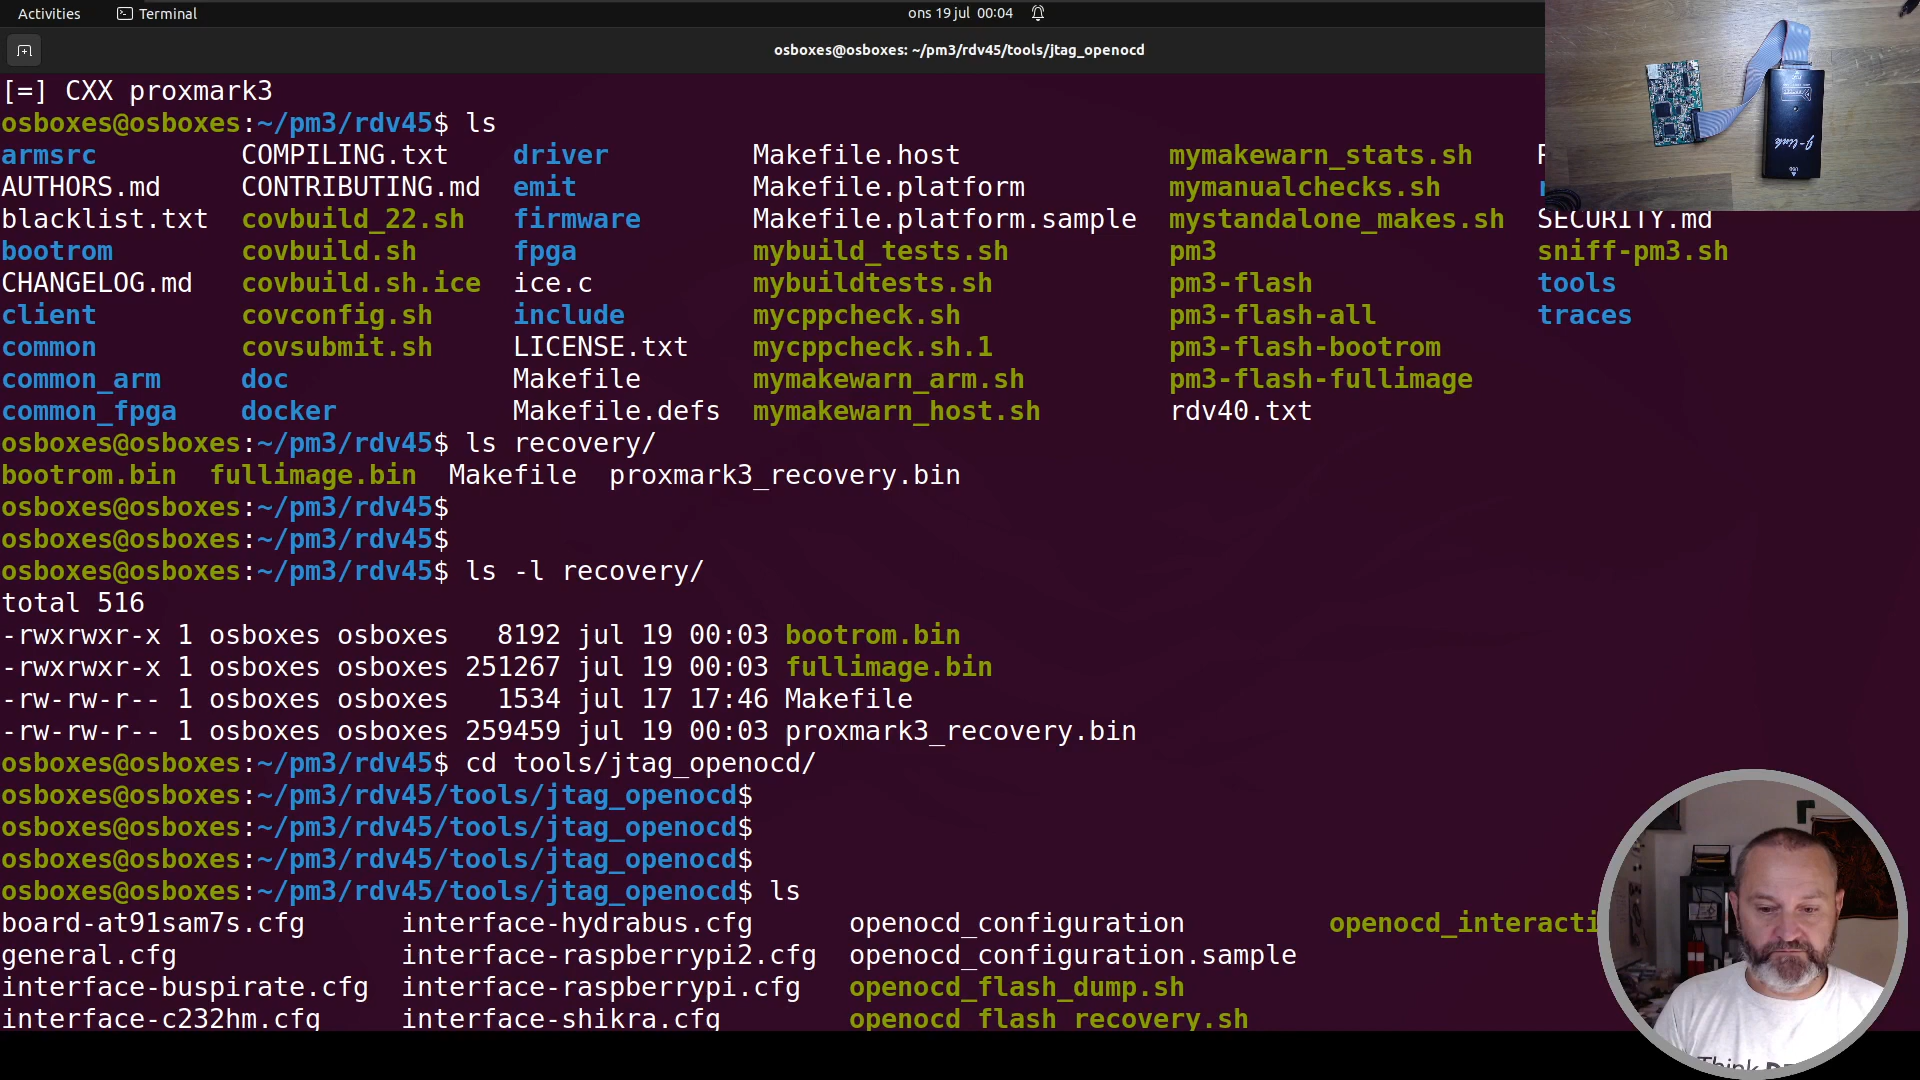 Activities Terminal ons 19 jul 00:04
osboxes@osboxes: ~/pm3/rdv45/tools/jtag_openocd
[=] CXX proxmark3
osboxes@osboxes:~/pm3/rdv45$ ls
armsrc COMPILING.txt driver Makefile.host mymakewarn_stats.sh
AUTHORS.md CONTRIBUTING.md emit Makefile.platform mymanualchecks.sh
blacklist.txt covbuild_22.sh firmware Makefile.platform.sample mystandalone_makes.sh SECURITY.md
bootrom covbuild.sh fpga mybuild_tests.sh pm3 sniff-pm3.sh
CHANGELOG.md covbuild.sh.ice ice.c mybuildtests.sh pm3-flash tools
client covconfig.sh include mycppcheck.sh pm3-flash-all traces
common covsubmit.sh LICENSE.txt mycppcheck.sh.1 pm3-flash-bootrom
common_arm doc Makefile mymakewarn_arm.sh pm3-flash-fullimage
common_fpga docker Makefile.defs mymakewarn_host.sh rdv40.txt
osboxes@osboxes:~/pm3/rdv45$ ls recovery/
bootrom.bin fullimage.bin Makefile proxmark3_recovery.bin
osboxes@osboxes:~/pm3/rdv45$
osboxes@osboxes:~/pm3/rdv45$
osboxes@osboxes:~/pm3/rdv45$ ls -l recovery/
total 516
-rwxrwxr-x 1 osboxes osboxes 8192 jul 19 00:03 bootrom.bin
-rwxrwxr-x 1 osboxes osboxes 251267 jul 19 00:03 fullimage.bin
-rw-rw-r-- 1 osboxes osboxes 1534 jul 17 17:46 Makefile
-rw-rw-r-- 1 osboxes osboxes 259459 jul 19 00:03 proxmark3_recovery.bin
osboxes@osboxes:~/pm3/rdv45$ cd tools/jtag_openocd/
osboxes@osboxes:~/pm3/rdv45/tools/jtag_openocd$
osboxes@osboxes:~/pm3/rdv45/tools/jtag_openocd$
osboxes@osboxes:~/pm3/rdv45/tools/jtag_openocd$
osboxes@osboxes:~/pm3/rdv45/tools/jtag_openocd$ ls
board-at91sam7s.cfg interface-hydrabus.cfg openocd_configuration openocd_interacti
general.cfg interface-raspberrypi2.cfg openocd_configuration.sample
interface-buspirate.cfg interface-raspberrypi.cfg openocd_flash_dump.sh
interface-c232hm.cfg interface-shikra.cfg openocd_flash_recovery.sh
J-link
Think